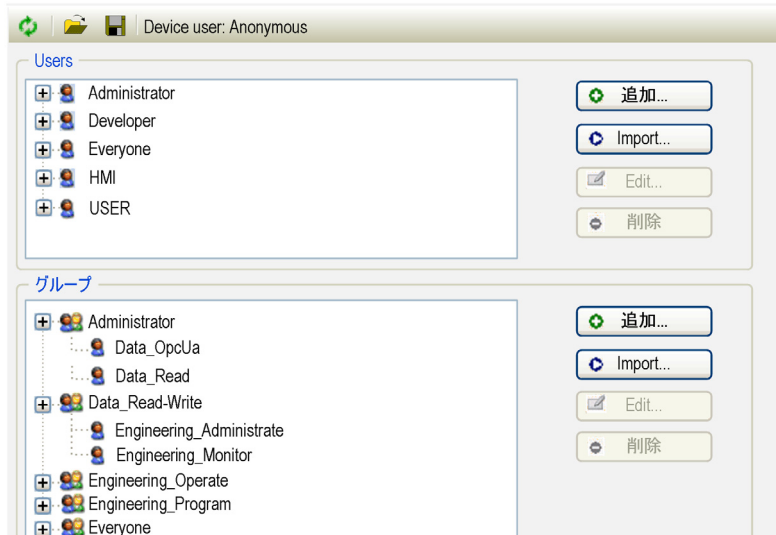 Device user: Anonymous
Users
Administrator
Developer
Everyone
HMI
USER
追加...
Import...
Edit...
削除
グループ
Administrator
Data_OpcUa
Data_Read
Data_Read-Write
Engineering_Administrate
Engineering_Monitor
Engineering_Operate
Engineering_Program
Everyone
追加...
Import...
Edit...
削除